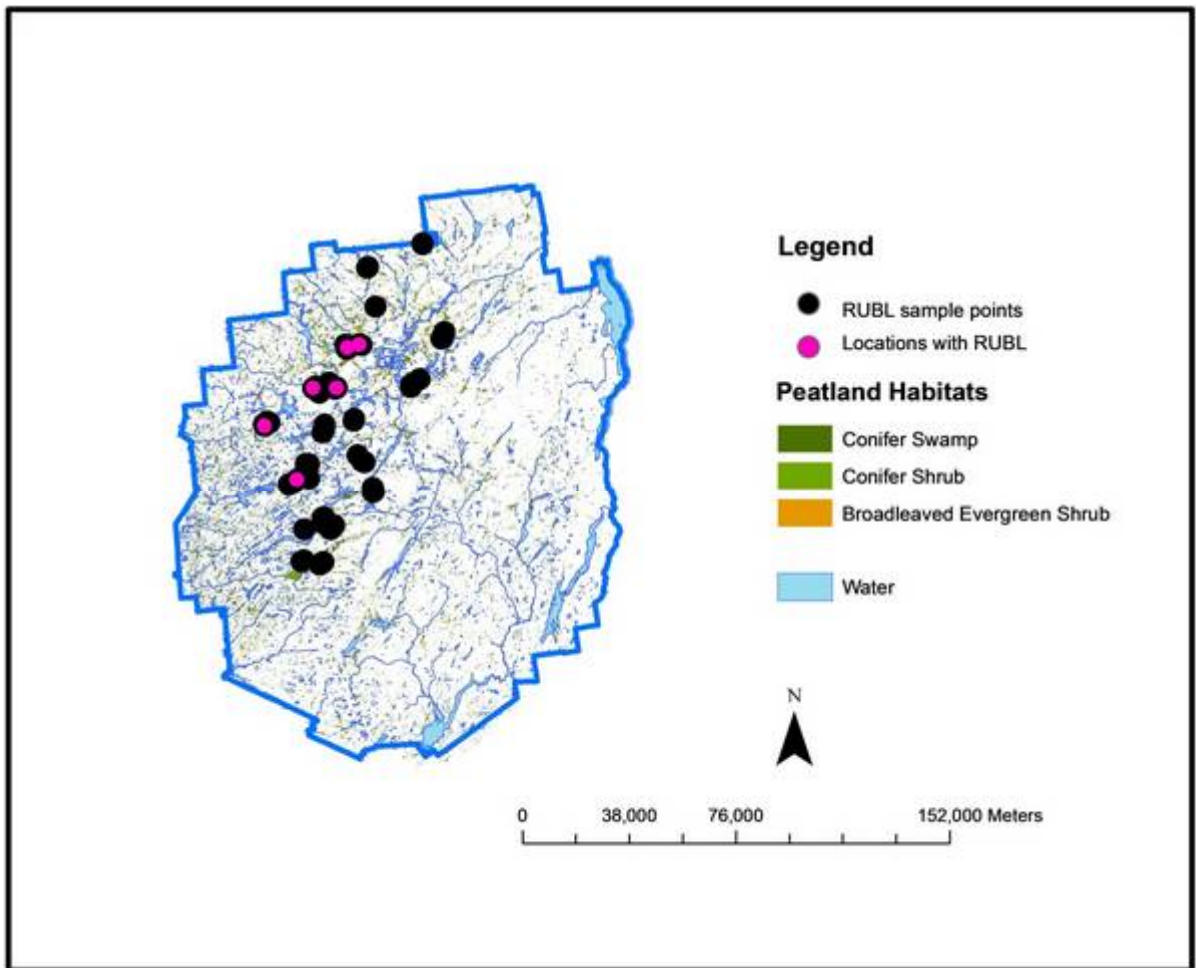 Legend
RUBL sample points
Locations with RUBL
Peatland Habitats
Conifer Swamp
Conifer Shrub
Broadleaved Evergreen Shrub
Water
N
0 38,000 76,000 152,000 Meters